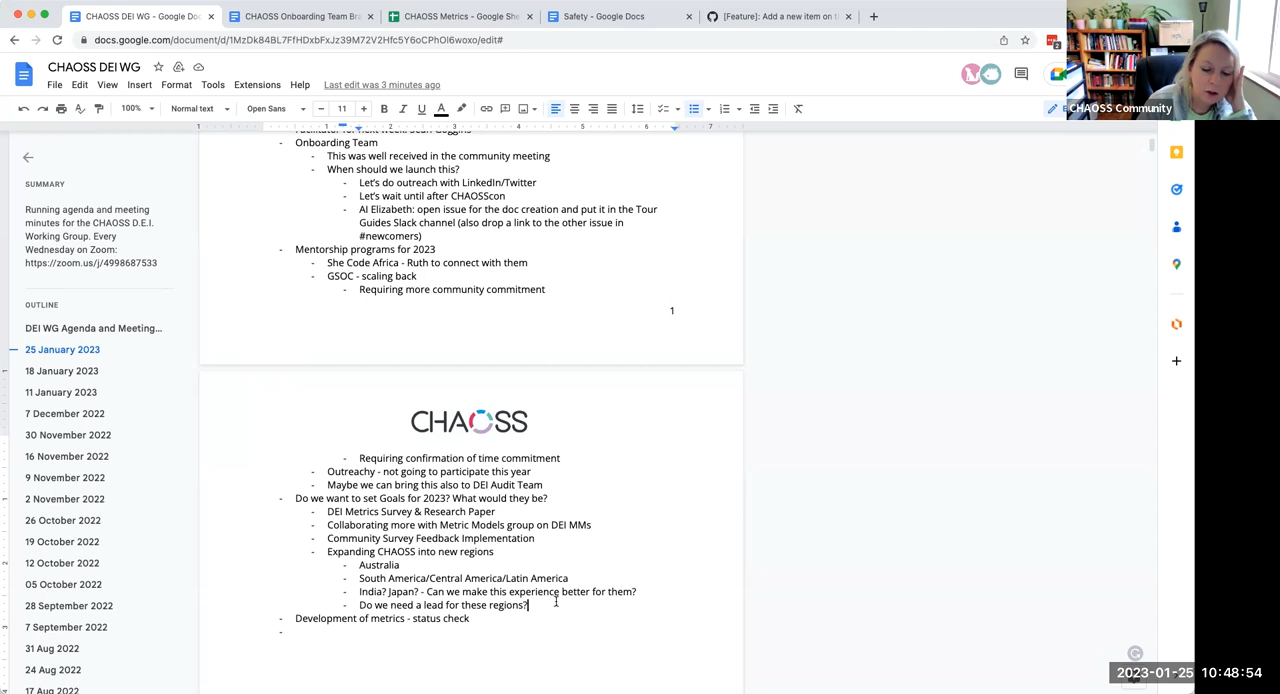 CHAOSS DEI WG - Google Doc
CHAOSS Onboarding Team Bra
CHAOSS Metrics - Google She
Safety - Google Docs
[Feature]: Add a new item on t
docs.google.com/document/d/1MzDk84BL7FfHDxbFxJz39M72V2Hfc5Y6oCPhOl6woxo/edit#
CHAOSS DEI WG
File Edit View Insert Format Tools Extensions Help Last edit was 3 minutes ago
100% Normal text Open Sans 11
CHAOSS Community
SUMMARY
Running agenda and meeting
minutes for the CHAOSS D.E.I.
Working Group. Every
Wednesday on Zoom:
https://zoom.us/j/4998687533
OUTLINE
DEI WG Agenda and Meeting...
25 January 2023
18 January 2023
11 January 2023
7 December 2022
30 November 2022
16 November 2022
9 November 2022
2 November 2022
26 October 2022
19 October 2022
12 October 2022
05 October 2022
28 September 2022
7 September 2022
31 Aug 2022
24 Aug 2022
17 Aug 2022
- Onboarding Team
- This was well received in the community meeting
- When should we launch this?
- Let's do outreach with LinkedIn/Twitter
- Let's wait until after CHAOSScon
- AI Elizabeth: open issue for the doc creation and put it in the Tour
Guides Slack channel (also drop a link to the other issue in
#newcomers)
- Mentorship programs for 2023
- She Code Africa - Ruth to connect with them
- GSOC - scaling back
- Requiring more community commitment
1
CHAOSS
- Requiring confirmation of time commitment
- Outreachy - not going to participate this year
- Maybe we can bring this also to DEI Audit Team
- Do we want to set Goals for 2023? What would they be?
- DEI Metrics Survey & Research Paper
- Collaborating more with Metric Models group on DEI MMs
- Community Survey Feedback Implementation
- Expanding CHAOSS into new regions
- Australia
- South America/Central America/Latin America
- India? Japan? - Can we make this experience better for them?
- Do we need a lead for these regions?
- Development of metrics - status check
-
2023-01-25 10:48:54